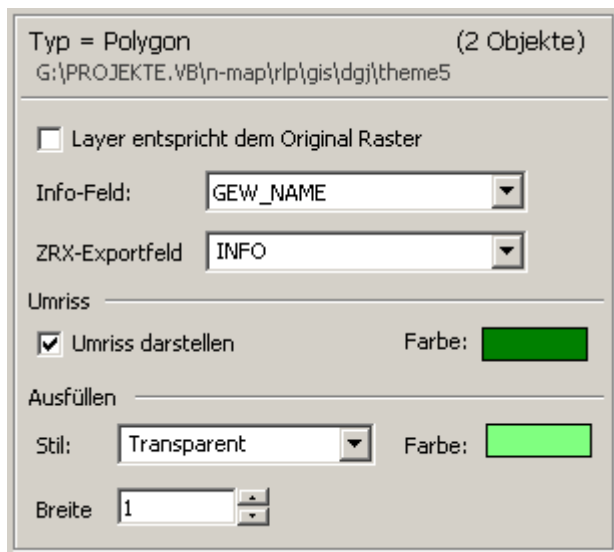 Typ = Polygon (2 Objekte)
G:\PROJEKTE.VB\n-map\rlp\gis\dgj\theme5
Layer entspricht dem Original Raster
Info-Feld: GEW_NAME
ZRX-Exportfeld INFO
Umriss
Umriss darstellen Farbe:
Ausfüllen
Stil: Transparent Farbe:
Breite 1